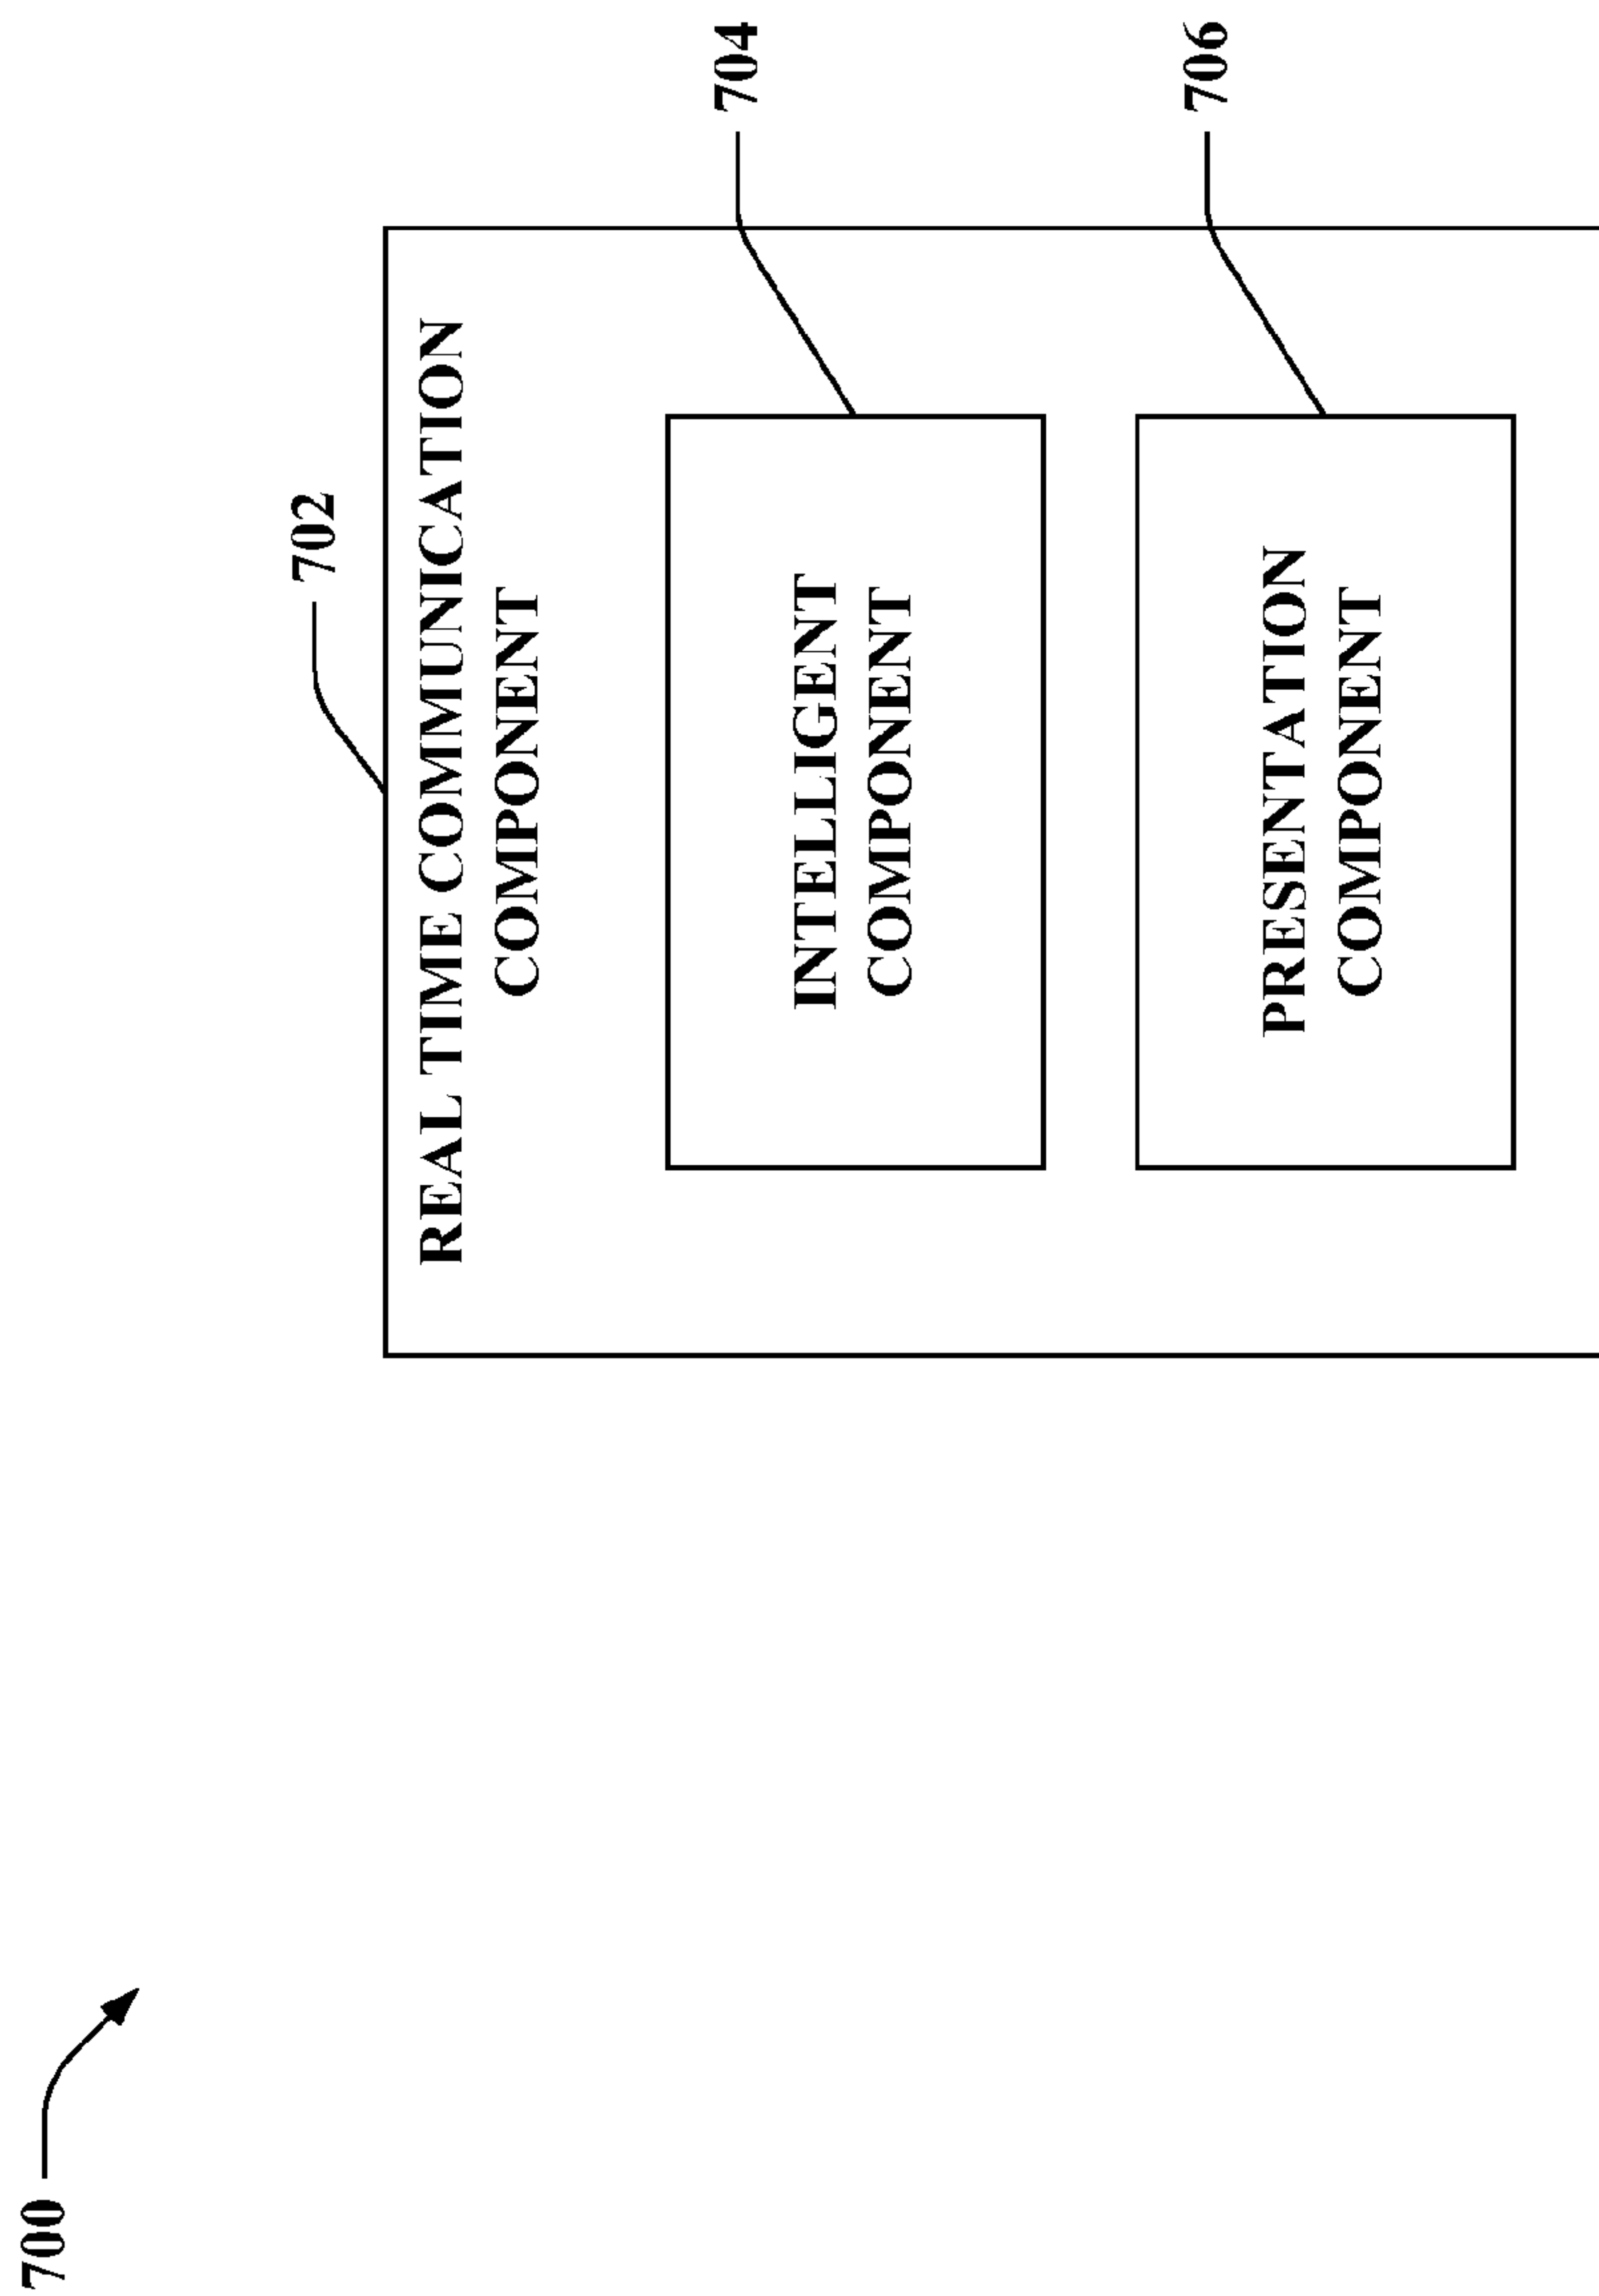 700
702
REAL TIME COMMUNICATION
COMPONENT
704
INTELLIGENT
COMPONENT
706
PRESENTATION
COMPONENT